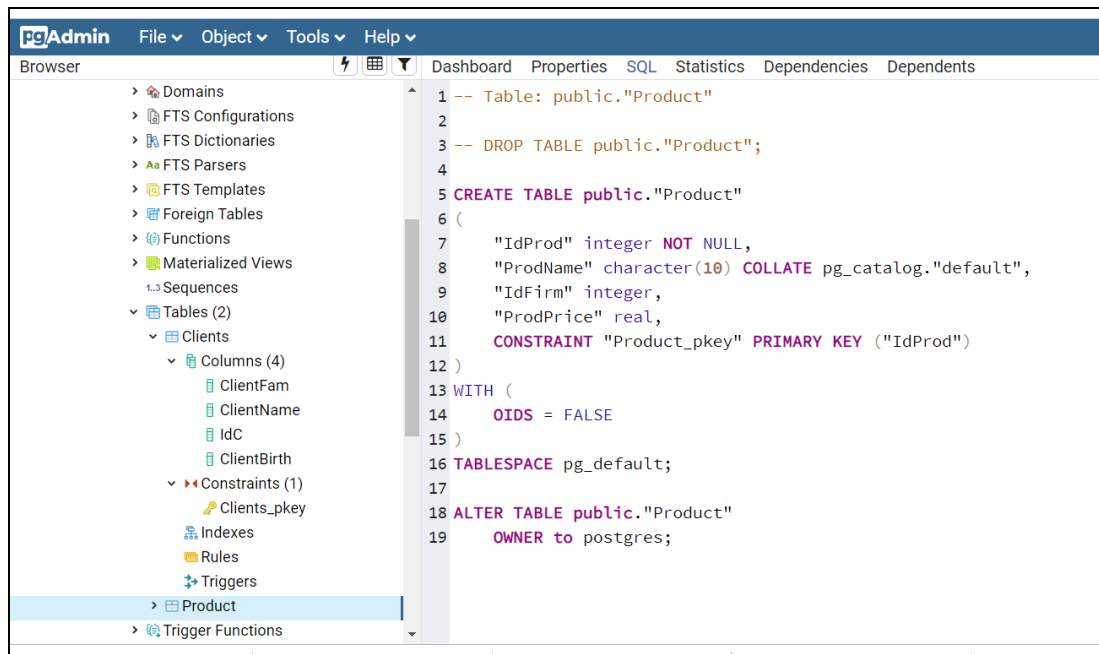 pgAdmin File Object Tools Help
Browser
Dashboard Properties SQL Statistics Dependencies Dependents
Domains
FTS Configurations
FTS Dictionaries
Aa FTS Parsers
FTS Templates
Foreign Tables
Functions
Materialized Views
1..3 Sequences
Tables (2)
Clients
Columns (4)
ClientFam
ClientName
IdC
ClientBirth
Constraints (1)
Clients_pkey
Indexes
Rules
Triggers
Product
Trigger Functions
1 -- Table: public."Product"
2
3 -- DROP TABLE public."Product";
4
5 CREATE TABLE public."Product"
6 (
7 "IdProd" integer NOT NULL,
8 "ProdName" character(10) COLLATE pg_catalog."default",
9 "IdFirm" integer,
10 "ProdPrice" real,
11 CONSTRAINT "Product_pkey" PRIMARY KEY ("IdProd")
12 )
13 WITH (
14 OIDS = FALSE
15 )
16 TABLESPACE pg_default;
17
18 ALTER TABLE public."Product"
19 OWNER to postgres;